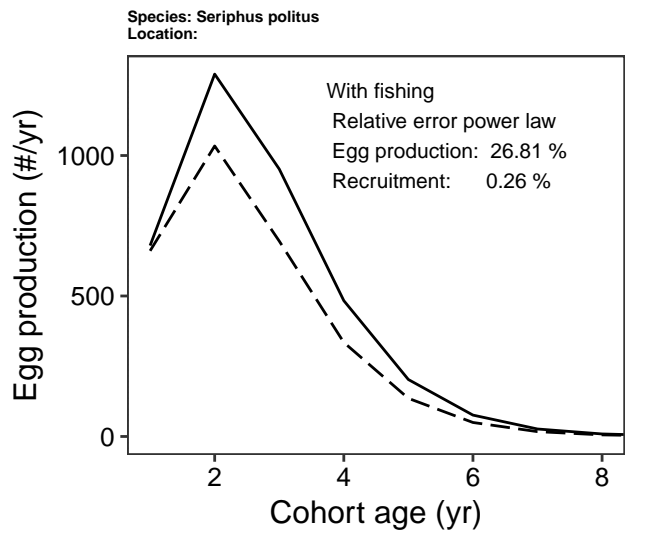 Species: Seriphus politus
Location:
With fishing
Relative error power law
Egg production: 26.81 %
Recruitment: 0.26 %
Egg production (#/yr)
1000
500
0
2 4 6 8
Cohort age (yr)